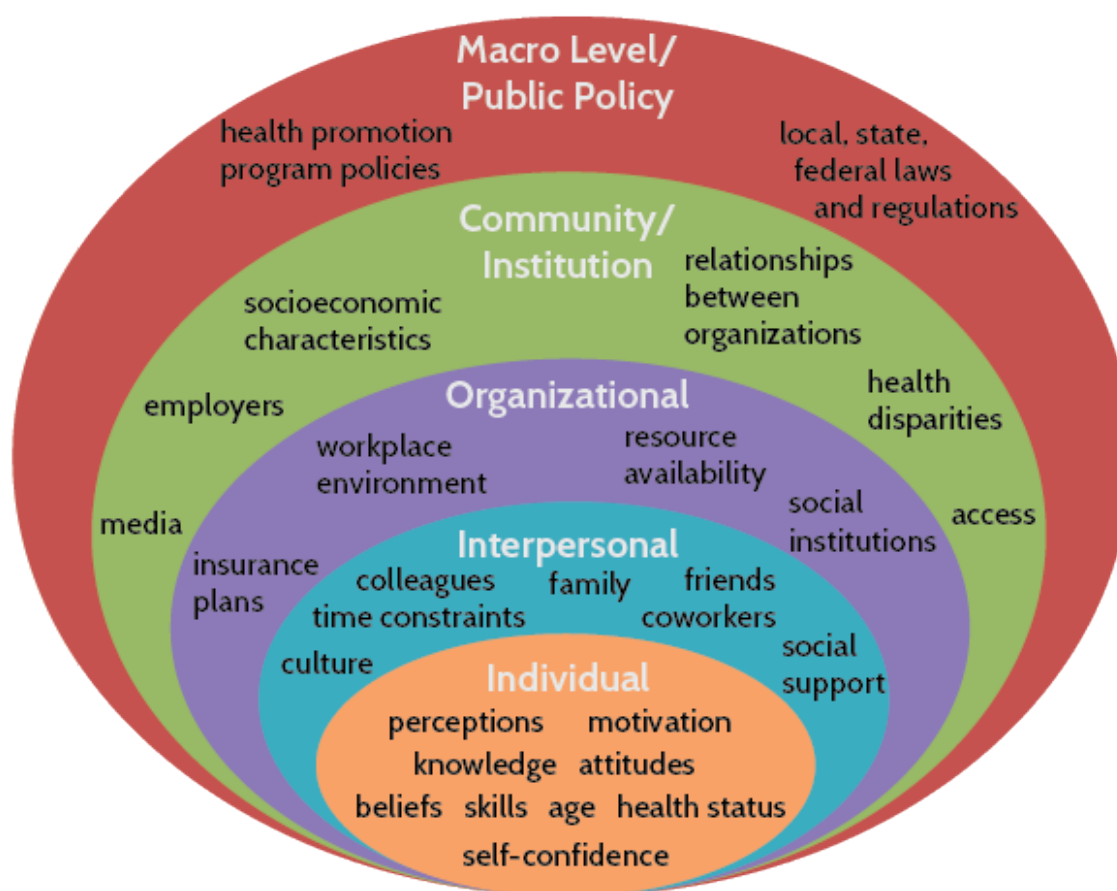 Macro Level/
Public Policy
health promotion
program policies
local, state,
federal laws
and regulations
Community/
Institution
socioeconomic
characteristics
relationships
between
organizations
employers
health
disparities
media
access
Organizational
workplace
environment
resource
availability
insurance
plans
social
institutions
Interpersonal
colleagues
family
friends
time constraints
coworkers
culture
social
support
Individual
perceptions motivation
knowledge attitudes
beliefs skills age health status
self-confidence